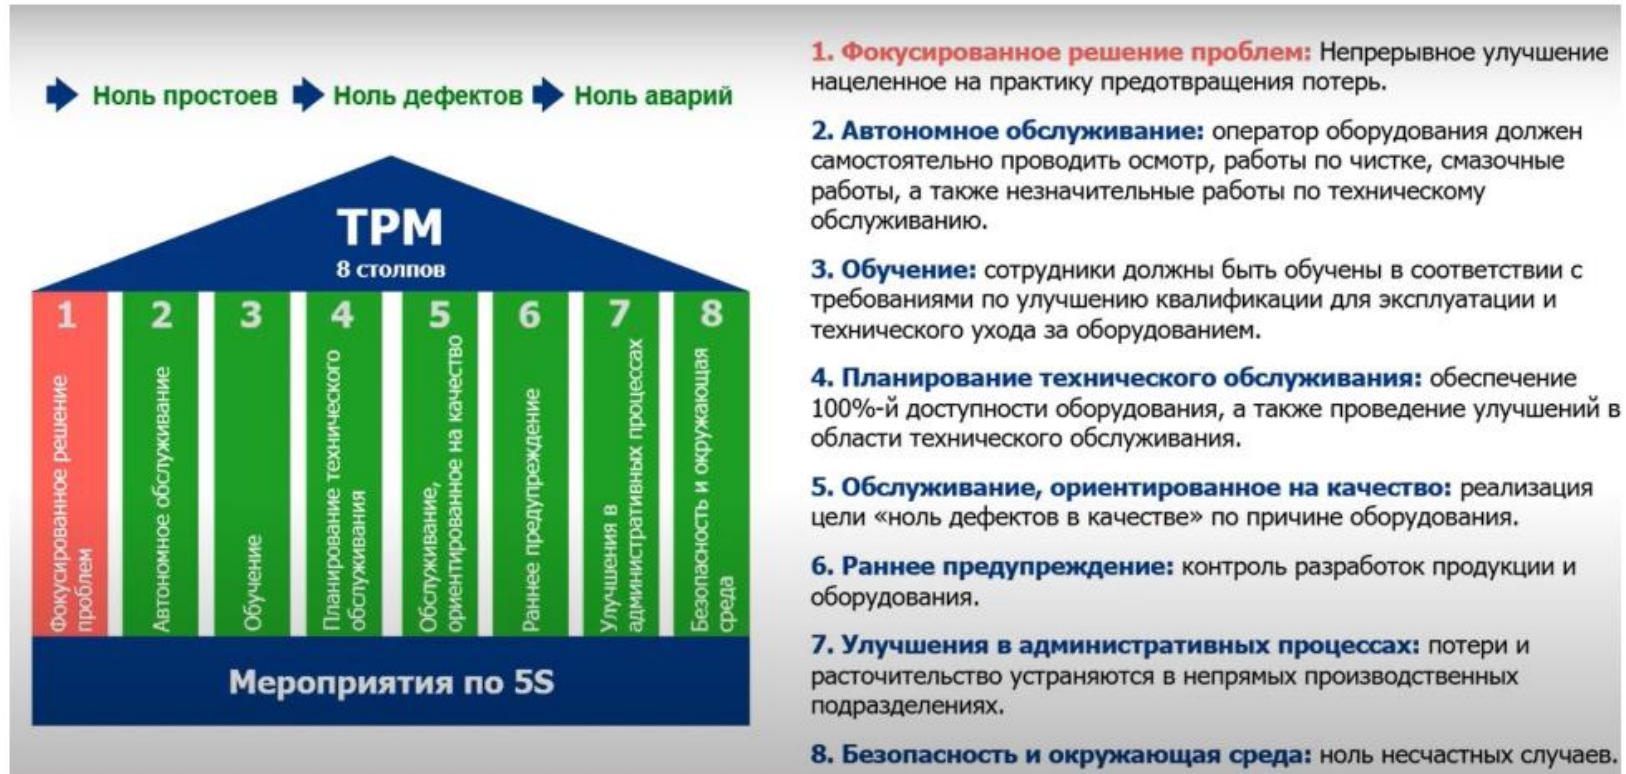 Ноль простоев Ноль дефектов Ноль аварий
ТРМ
8 столпов
1
Фокусированное решение
проблем
2
Автономное обслуживание
3
Обучение
4
Планирование технического
обслуживания
5
Обслуживание,
ориентированное на качество
6
Раннее предупреждение
7
Улучшения в
административных процессах
8
Безопасность и окружающая
среда
Мероприятия по 5S
1. Фокусированное решение проблем: Непрерывное улучшение
нацеленное на практику предотвращения потерь.
2. Автономное обслуживание: оператор оборудования должен
самостоятельно проводить осмотр, работы по чистке, смазочные
работы, а также незначительные работы по техническому
обслуживанию.
3. Обучение: сотрудники должны быть обучены в соответствии с
требованиями по улучшению квалификации для эксплуатации и
технического ухода за оборудованием.
4. Планирование технического обслуживания: обеспечение
100%-й доступности оборудования, а также проведение улучшений в
области технического обслуживания.
5. Обслуживание, ориентированное на качество: реализация
цели «ноль дефектов в качестве» по причине оборудования.
6. Раннее предупреждение: контроль разработок продукции и
оборудования.
7. Улучшения в административных процессах: потери и
расточительство устраняются в непрямых производственных
подразделениях.
8. Безопасность и окружающая среда: ноль несчастных случаев.